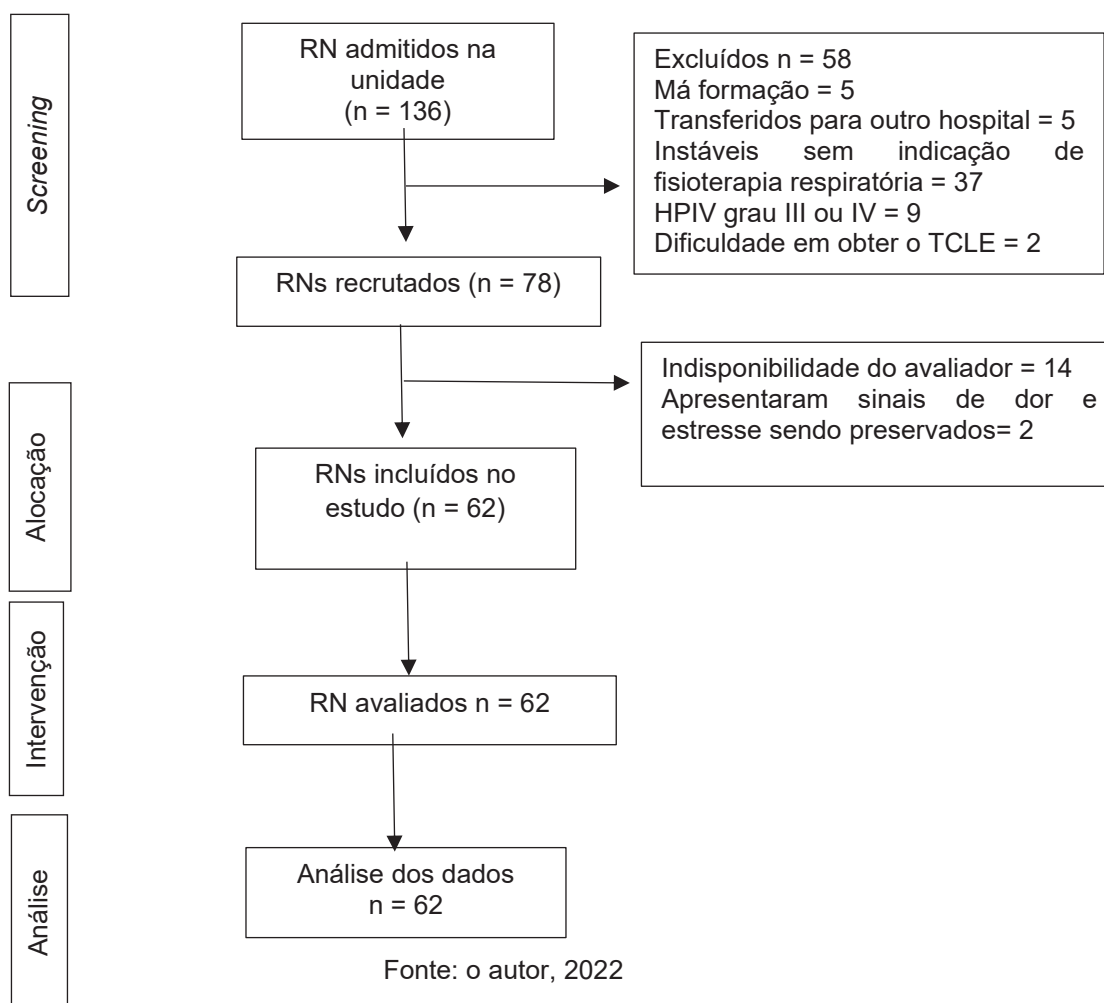 Screening
RN admitidos na
unidade
(n = 136)
Excluídos n = 58
Má formação = 5
Transferidos para outro hospital = 5
Instáveis sem indicação de
fisioterapia respiratória = 37
HPIV grau III ou IV = 9
Dificuldade em obter o TCLE = 2
RNs recrutados (n = 78)
Indisponibilidade do avaliador = 14
Apresentaram sinais de dor e
estresse sendo preservados= 2
Alocação
RNs incluídos no
estudo (n = 62)
Intervenção
RN avaliados n = 62
Análise
Análise dos dados
n = 62
Fonte: o autor, 2022